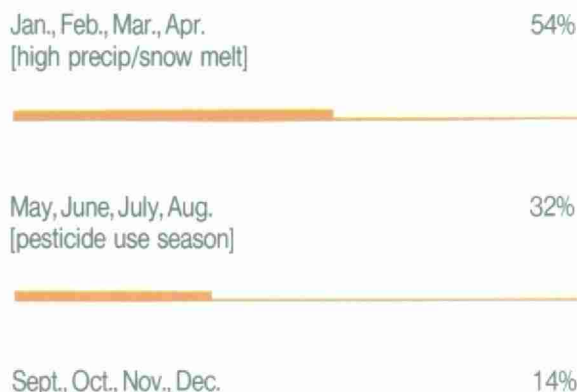 Jan., Feb., Mar., Apr. 54%
[high precip/snow melt]
May, June, July, Aug. 32%
[pesticide use season]
Sept., Oct., Nov., Dec. 14%